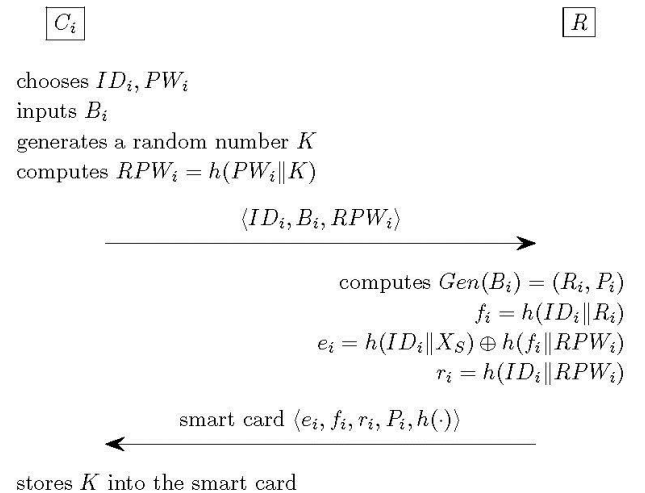 C_i R
chooses ID_i, PW_i
inputs B_i
generates a random number K
computes RPW_i = h(PW_i‖K)
⟨ID_i, B_i, RPW_i⟩
computes Gen(B_i) = (R_i, P_i)
f_i = h(ID_i‖R_i)
e_i = h(ID_i‖X_S) ⊕ h(f_i‖RPW_i)
r_i = h(ID_i‖RPW_i)
smart card ⟨e_i, f_i, r_i, P_i, h(·)⟩
stores K into the smart card